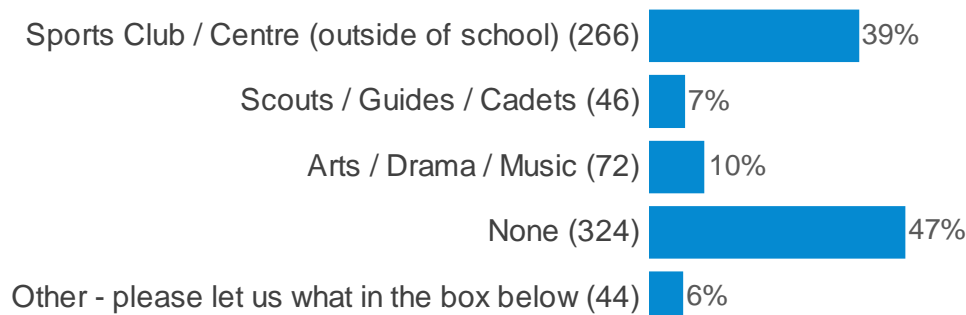 Sports Club / Centre (outside of school) (266) 39%
Scouts / Guides / Cadets (46) 7%
Arts / Drama / Music (72) 10%
None (324) 47%
Other - please let us what in the box below (44) 6%